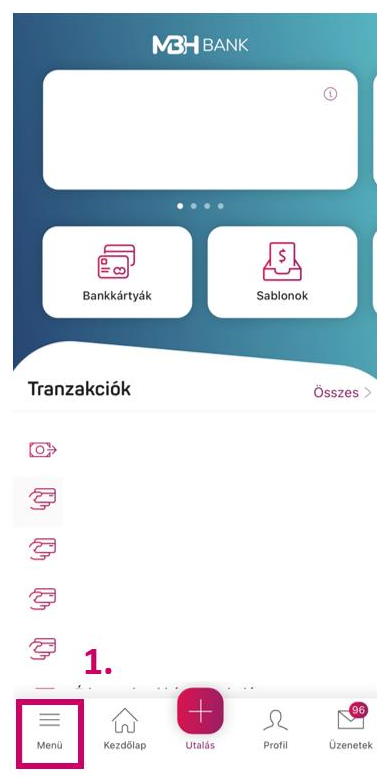 MBH BANK
Bankkártyák
Sablonok
Tranzakciók
Összes >
1.
96
Menü
Kezdőlap
Utalás
Profil
Üzenetek